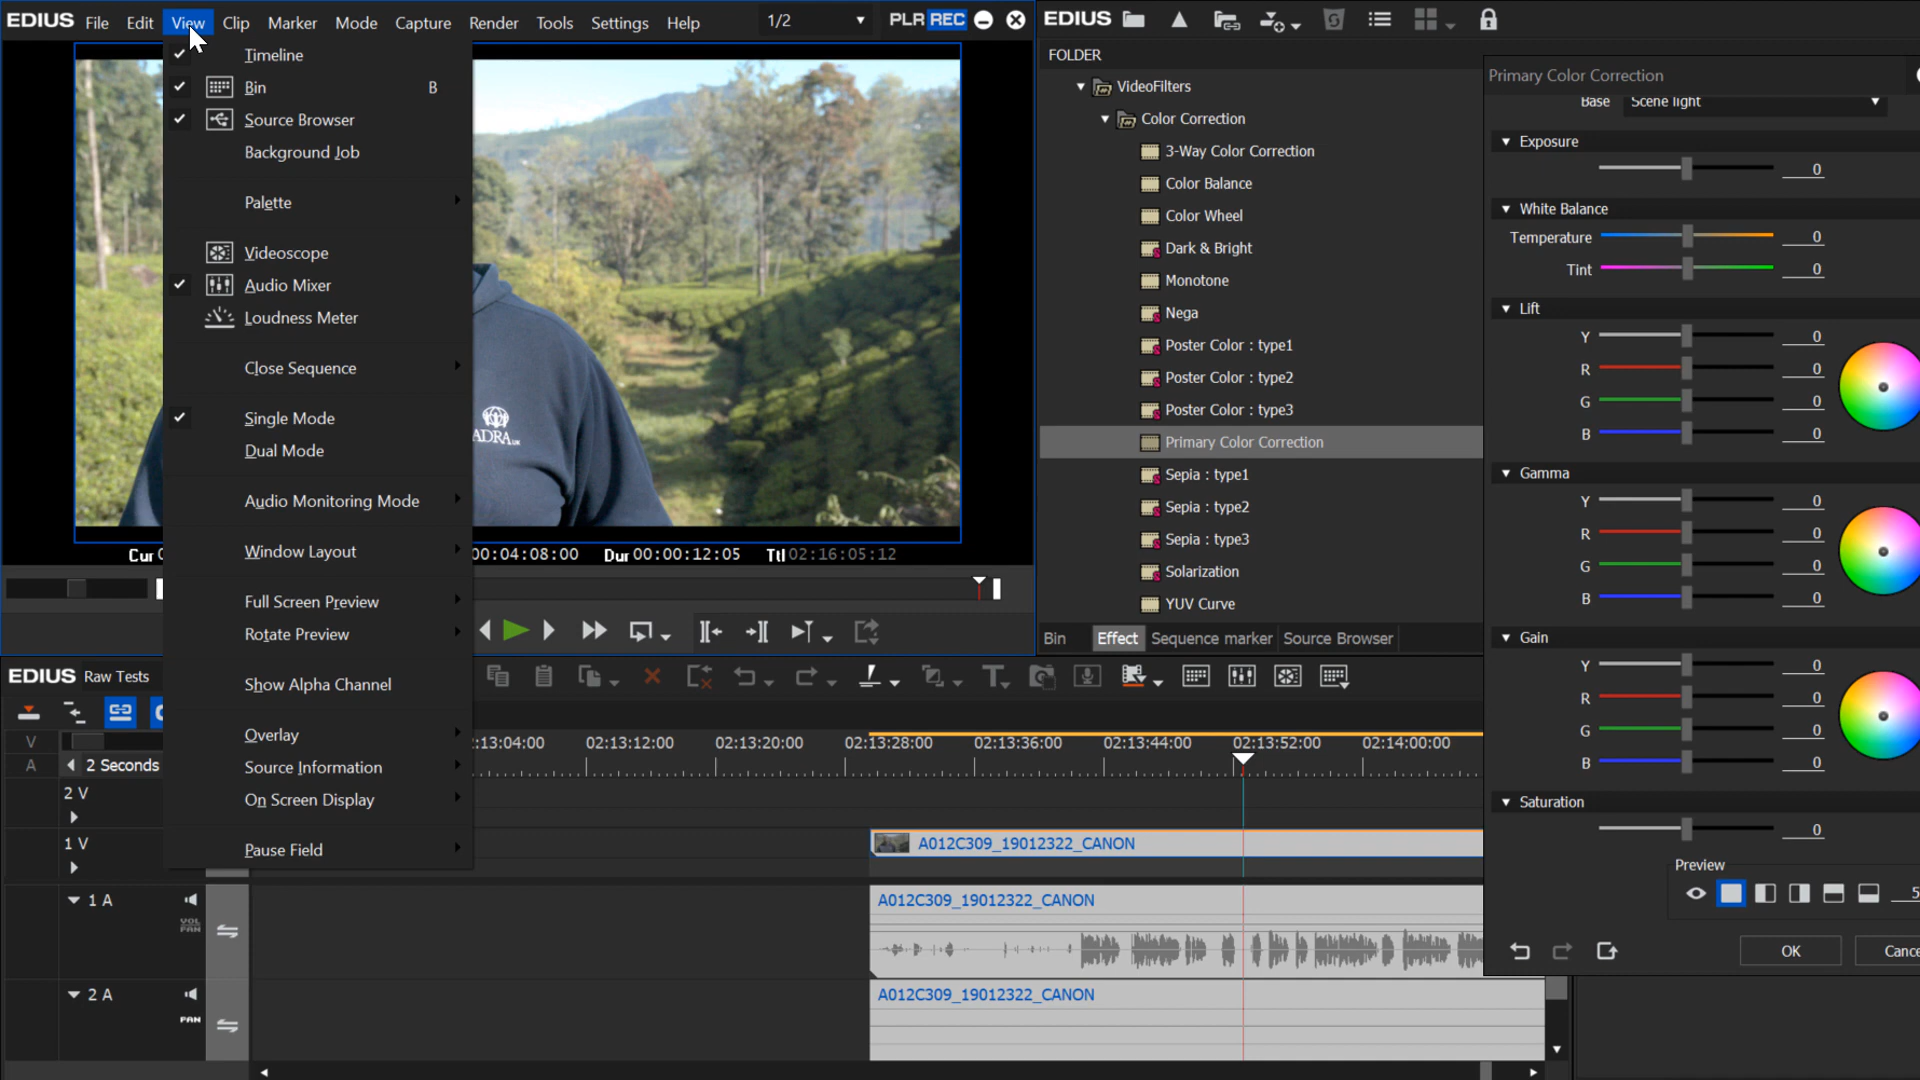 EDIUS File Edit View Clip Marker Mode Capture Render Tools Settings Help 1/2 PLR REC
Timeline
Bin B
Source Browser
Background Job
Palette
Videoscope
Audio Mixer
Loudness Meter
Close Sequence
Single Mode
Dual Mode
Audio Monitoring Mode
Window Layout
Full Screen Preview
Rotate Preview
Show Alpha Channel
Overlay
Source Information
On Screen Display
Pause Field
ADRA UK
Cur 00:04:08:00 Dur 00:00:12:05 Ttl 02:16:05:12
EDIUS
FOLDER
VideoFilters
Color Correction
3-Way Color Correction
Color Balance
Color Wheel
Dark & Bright
Monotone
Nega
Poster Color : type1
Poster Color : type2
Poster Color : type3
Primary Color Correction
Sepia : type1
Sepia : type2
Sepia : type3
Solarization
YUV Curve
Bin Effect Sequence marker Source Browser
Primary Color Correction
Base Scene light
Exposure
0
White Balance
Temperature 0
Tint 0
Lift
Y 0
R 0
G 0
B 0
Gamma
Y 0
R 0
G 0
B 0
Gain
Y 0
R 0
G 0
B 0
Saturation
0
Preview
5
OK Cance
EDIUS Raw Tests
V
A 2 Seconds
:13:04:00 02:13:12:00 02:13:20:00 02:13:28:00 02:13:36:00 02:13:44:00 02:13:52:00 02:14:00:00
2 V
1 V A012C309_19012322_CANON
1 A A012C309_19012322_CANON
VOL
PAN
2 A A012C309_19012322_CANON
PAN